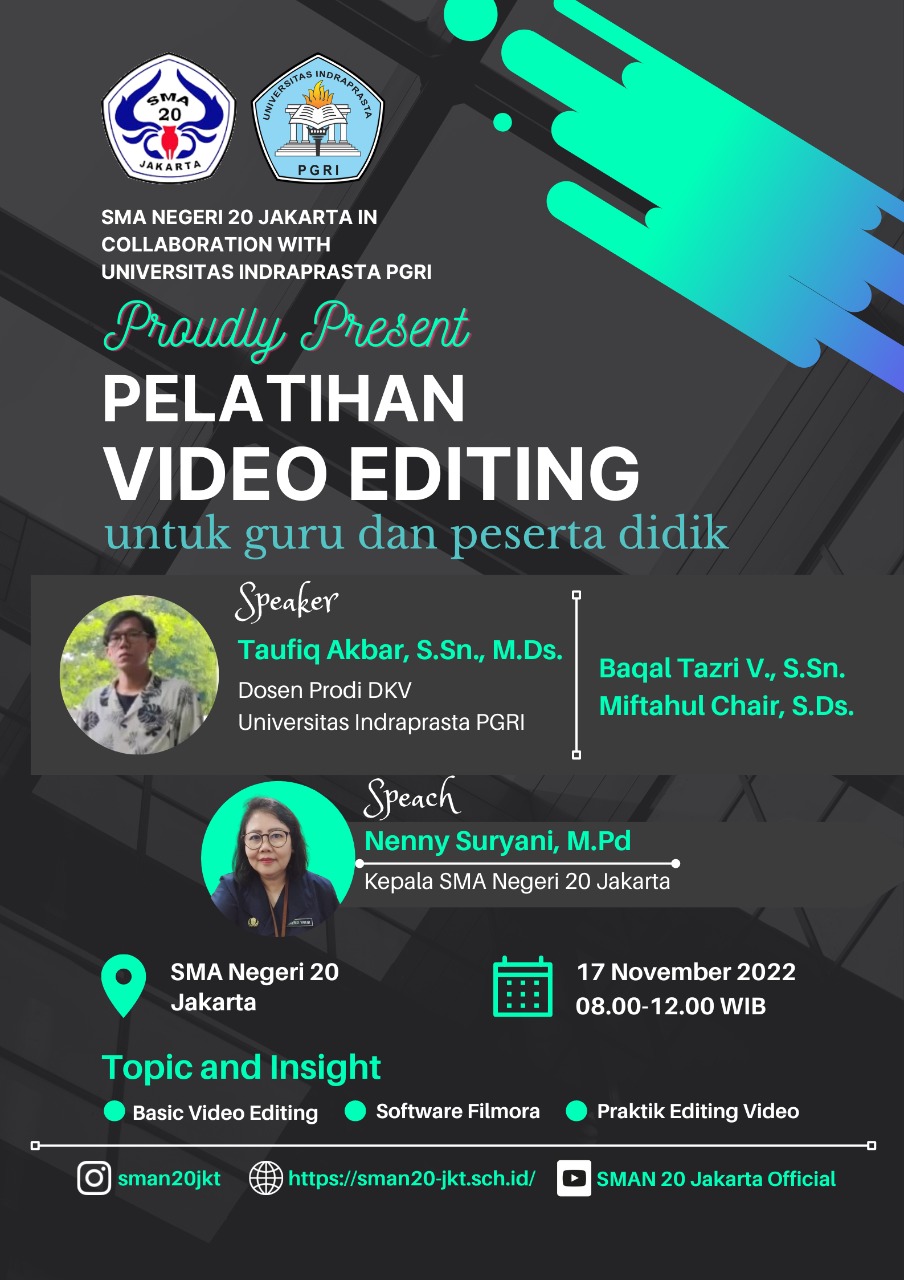 SMA
20
JAKARTA
UNIVERSITAS INDRAPRASTA
PGRI
SMA NEGERI 20 JAKARTA IN
COLLABORATION WITH
UNIVERSITAS INDRAPRASTA PGRI
Proudly Present
PELATIHAN
VIDEO EDITING
untuk guru dan peserta didik
Speaker
Taufiq Akbar, S.Sn., M.Ds.
Dosen Prodi DKV
Universitas Indraprasta PGRI
Baqal Tazri V., S.Sn.
Miftahul Chair, S.Ds.
Speach
Nenny Suryani, M.Pd
Kepala SMA Negeri 20 Jakarta
SMA Negeri 20
Jakarta
17 November 2022
08.00-12.00 WIB
Topic and Insight
Basic Video Editing
Software Filmora
Praktik Editing Video
sman20jkt
https://sman20-jkt.sch.id/
SMAN 20 Jakarta Official